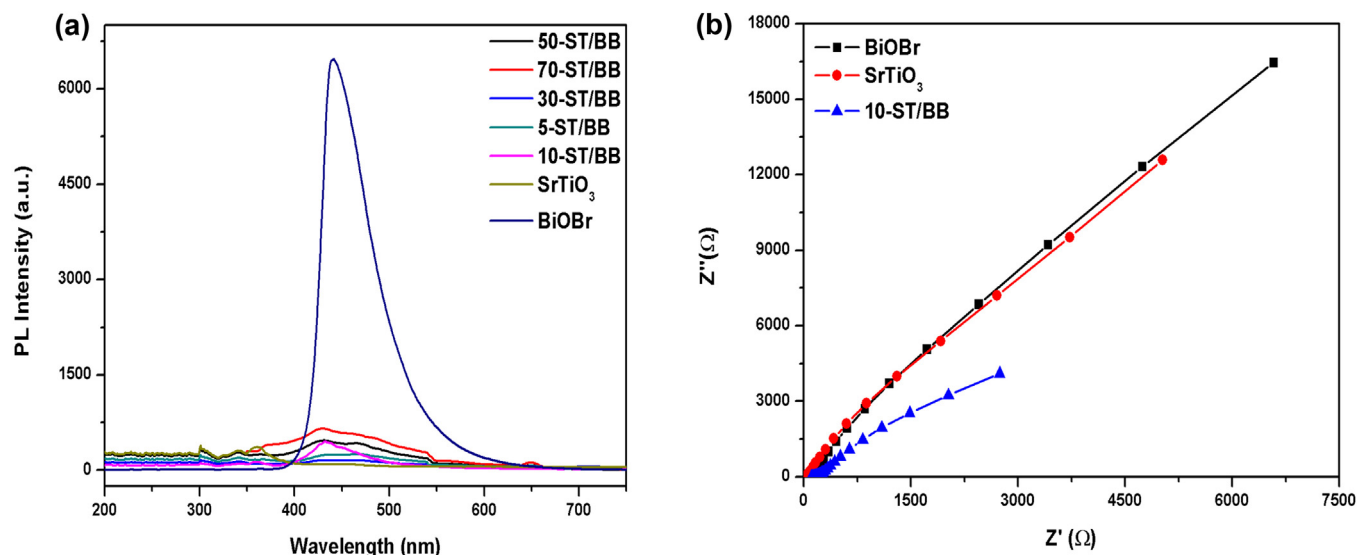 (a)
50-ST/BB
70-ST/BB
30-ST/BB
5-ST/BB
10-ST/BB
SrTiO3
BiOBr
6000
4500
3000
1500
0
PL Intensity (a.u.)
200 300 400 500 600 700
Wavelength (nm)
(b)
BiOBr
SrTiO3
10-ST/BB
18000
15000
12000
9000
6000
3000
0
Z''(Ω)
0 1500 3000 4500 6000 7500
Z' (Ω)